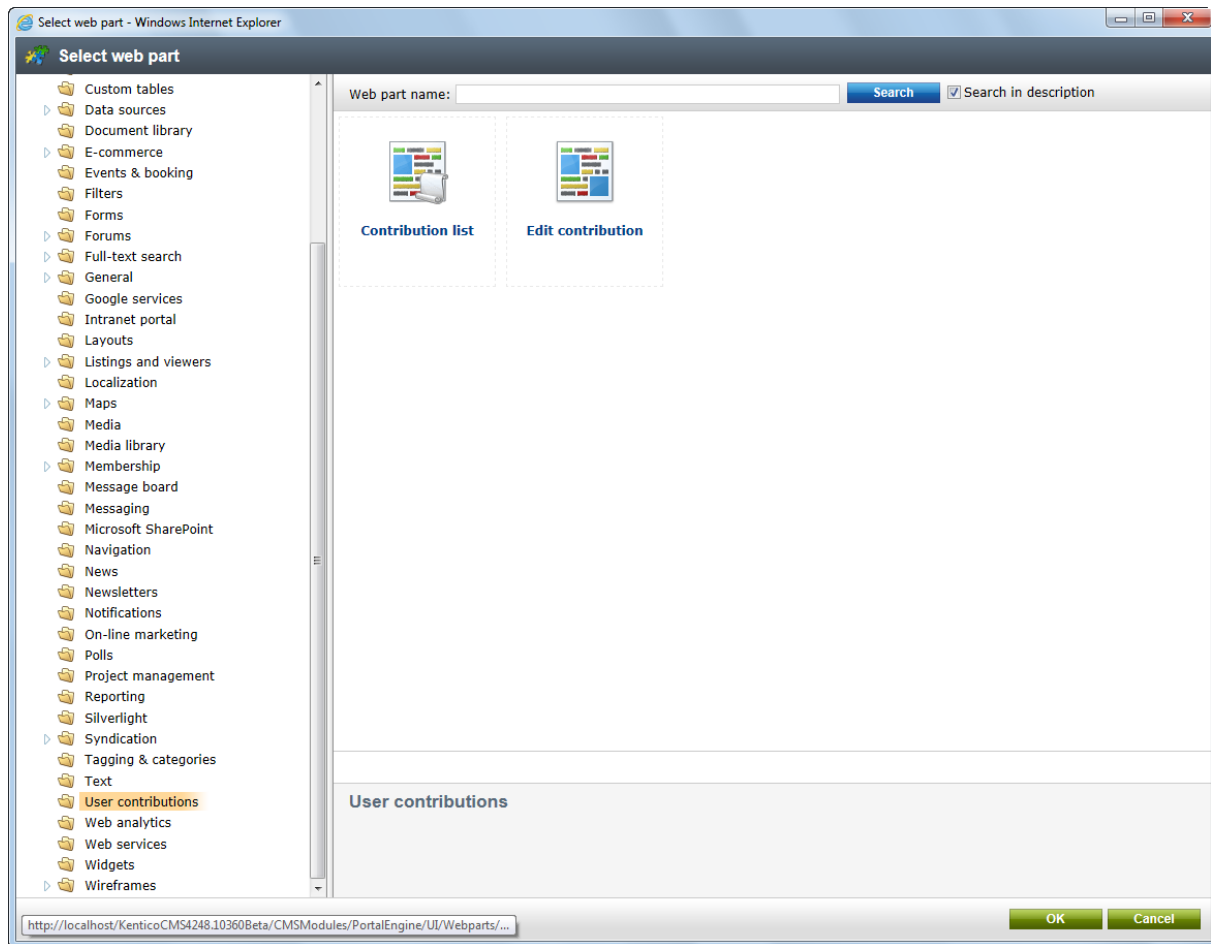 Select web part - Windows Internet Explorer
Select web part
Custom tables
Data sources
Document library
E-commerce
Events & booking
Filters
Forms
Forums
Full-text search
General
Google services
Intranet portal
Layouts
Listings and viewers
Localization
Maps
Media
Media library
Membership
Message board
Messaging
Microsoft SharePoint
Navigation
News
Newsletters
Notifications
On-line marketing
Polls
Project management
Reporting
Silverlight
Syndication
Tagging & categories
Text
User contributions
Web analytics
Web services
Widgets
Wireframes
Web part name: Search Search in description
Contribution list Edit contribution
User contributions
http://localhost/KenticoCMS4248.10360Beta/CMSModules/PortalEngine/UI/Webparts/...
OK Cancel